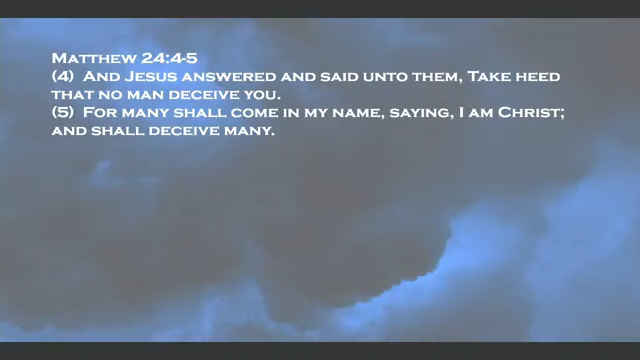 Matthew 24:4-5
(4) And Jesus answered and said unto them, Take heed
that no man deceive you.
(5) For many shall come in my name, saying, I am Christ;
and shall deceive many.